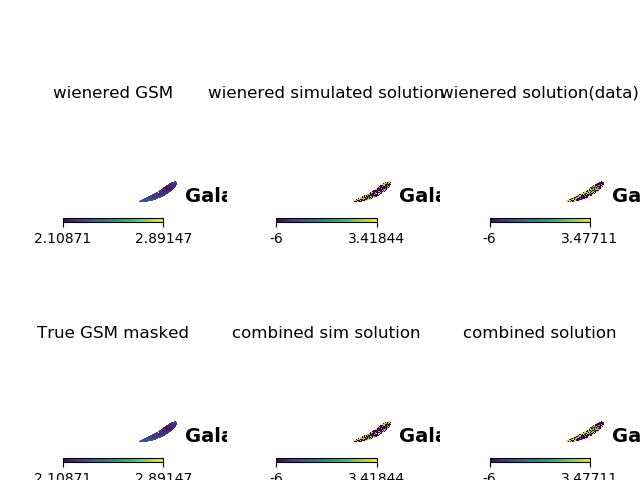 wienered GSM wienered simulated solution wienered solution(data)
Gala Gala Ga
2.10871 2.89147 -6 3.41844 -6 3.47711
True GSM masked combined sim solution combined solution
Gala Gala Ga
2.10871 2.89147 -6 3.41844 -6 3.47711